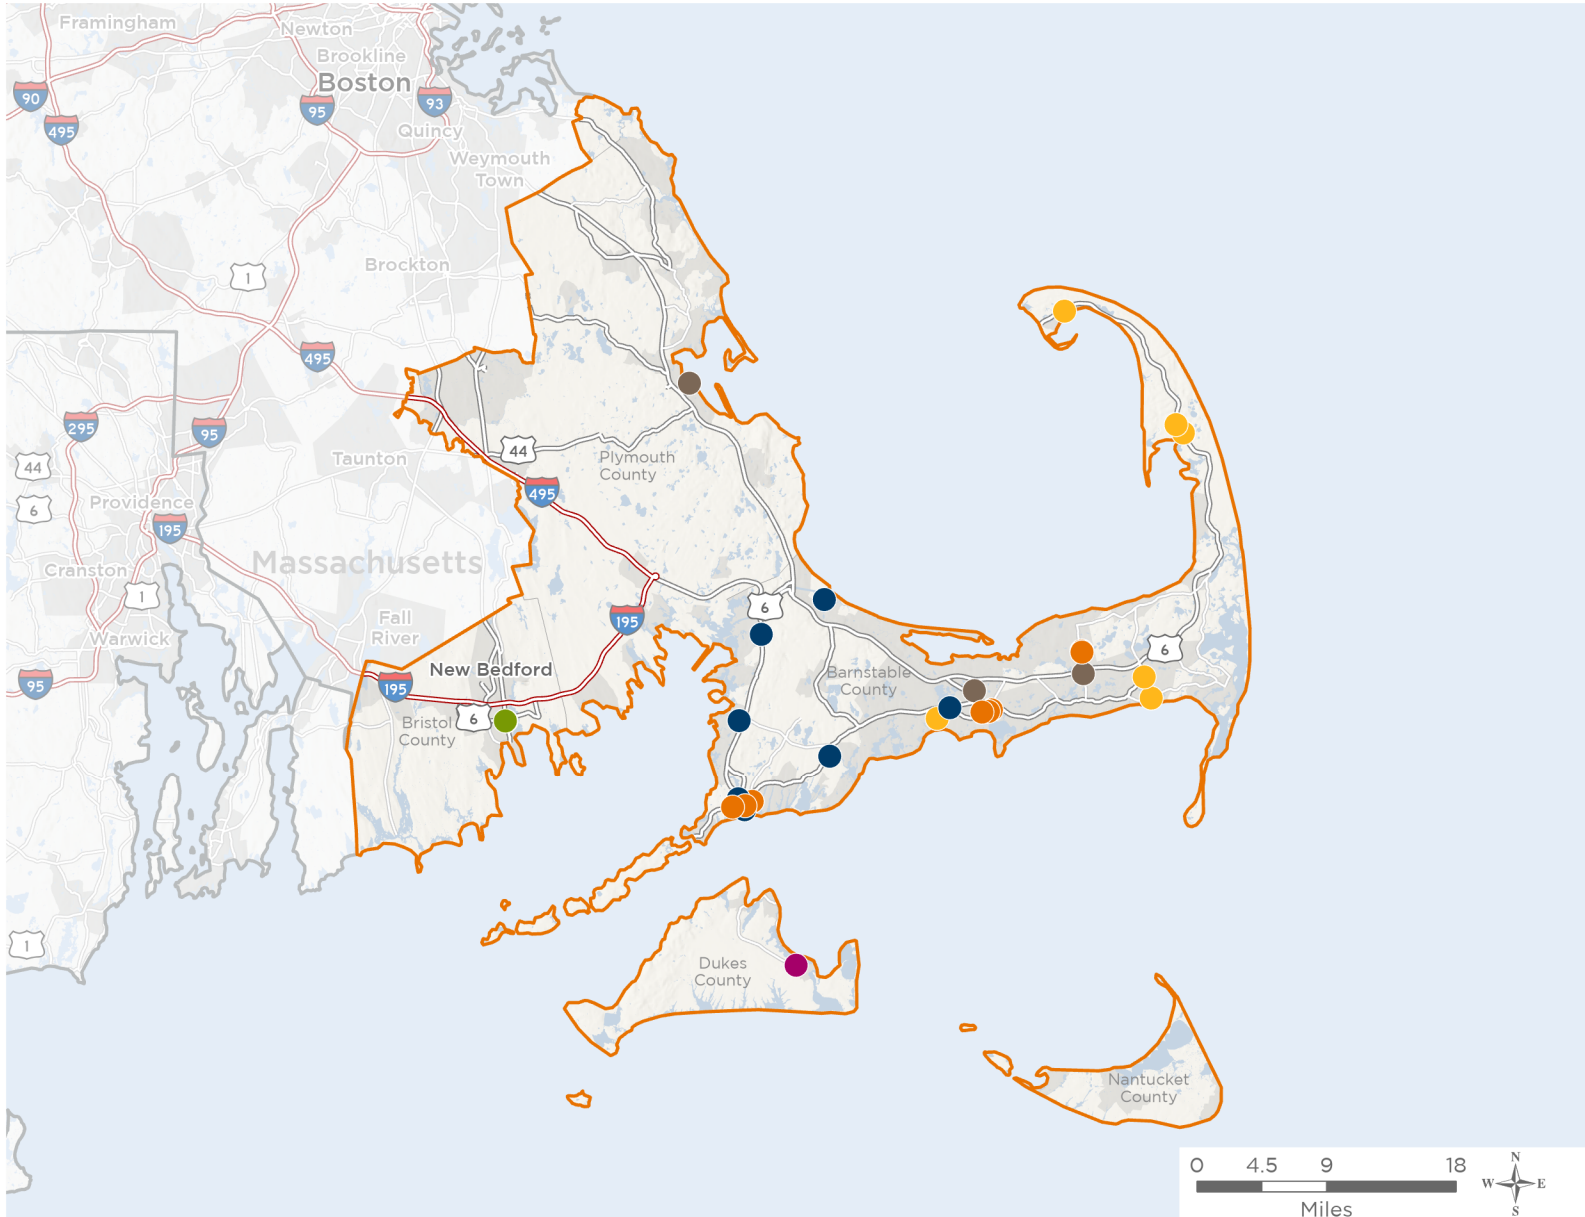 Framingham
Newton
Brookline
Boston
90
95
93
495
Quincy
Weymouth
Town
Brockton
1
495
295
95
44
Taunton
44
Plymouth
County
495
6
Providence
195
Massachusetts
Cranston
1
6
195
Fall
River
Warwick
6
New Bedford
Barnstable
County
95
195
6
Bristol
County
1
Dukes
County
Nantucket
County
0 4.5 9 18
Miles
N
W E
S